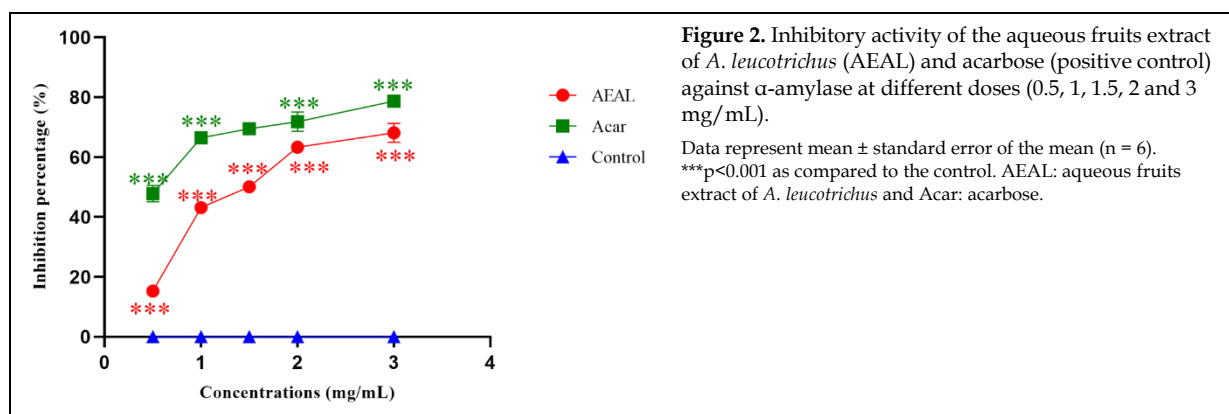 100
80
60
40
20
0
0
1
2
3
4
Inhibition percentage (%)
Concentrations (mg/mL)
***
***
***
***
***
***
***
***
***
AEAL
Acar
Control
Figure 2. Inhibitory activity of the aqueous fruits extract
of A. leucotrichus (AEAL) and acarbose (positive control)
against α-amylase at different doses (0.5, 1, 1.5, 2 and 3
mg/mL).
Data represent mean ± standard error of the mean (n = 6).
***p<0.001 as compared to the control. AEAL: aqueous fruits
extract of A. leucotrichus and Acar: acarbose.